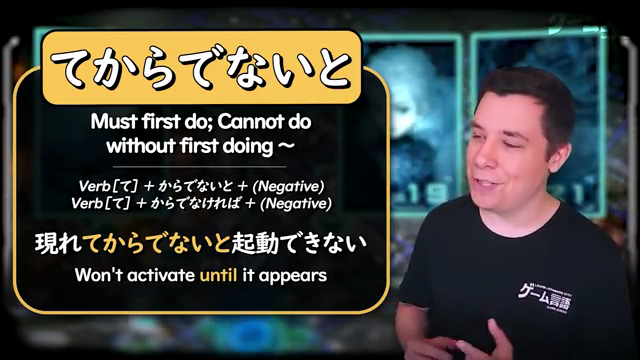 てからでないと
Must first do; Cannot do
without first doing ～
Verb［て］ + からでないと + (Negative)
Verb［て］ + からでなければ + (Negative)
現れてからでないと起動できない
Won't activate until it appears
ゲーム言語